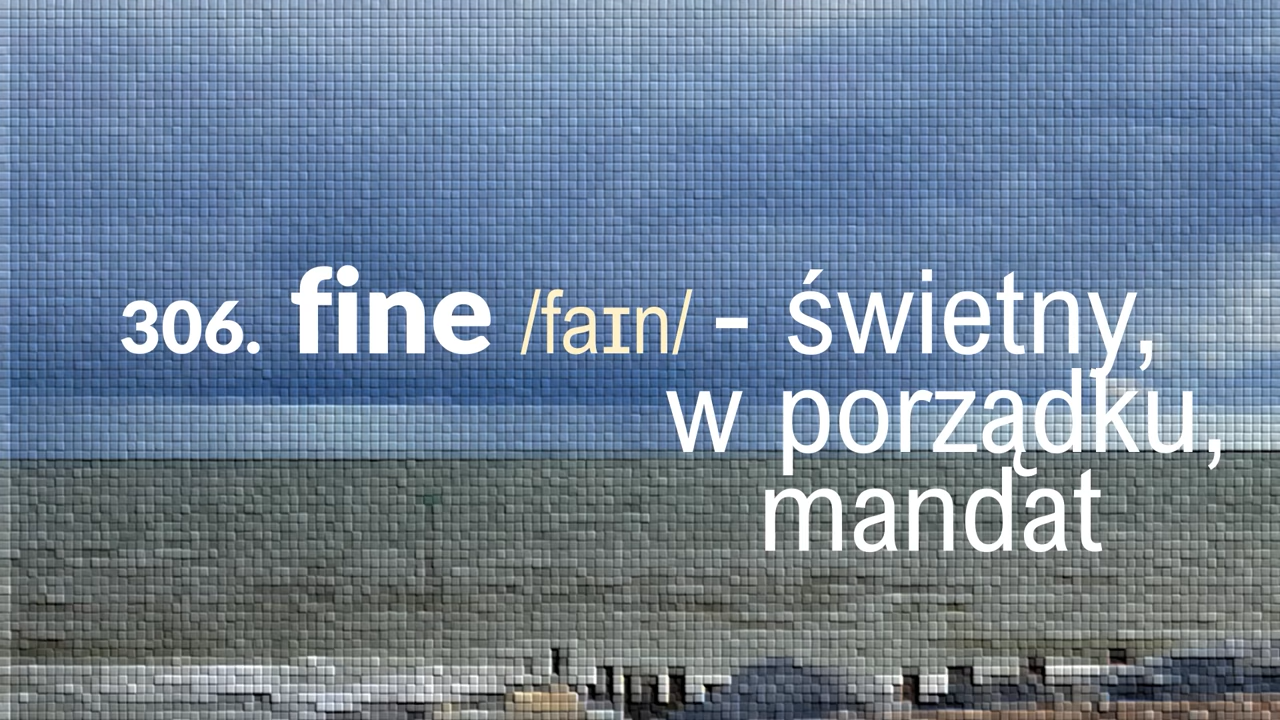 306. fine /faɪn/ - świetny,
w porządku,
mandat